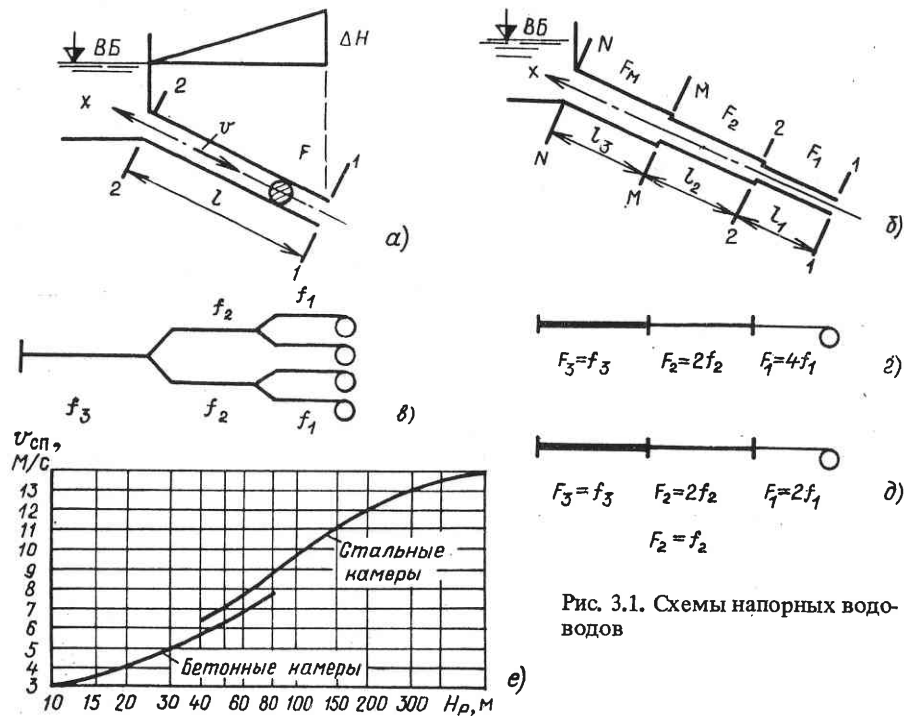 ВБ
ΔH
2
x
v
F
1
l
2
1
а)
ВБ
N
x
F_M
M
F_2
2
F_1
1
l_3
N
M
l_2
2
l_1
1
б)
f_1
f_2
f_3
f_2
f_1
в)
F_3=f_3 F_2=2f_2 F_1=4f_1
г)
F_3=f_3 F_2=2f_2 F_1=2f_1
F_2=f_2
д)
v_сп,
м/с
13
12
11
10
9
8
7
6
5
4
3
Стальные
камеры
Бетонные камеры
10 15 20 30 40 50 60 80 100 150 200 300 H_р, м
е)
Рис. 3.1. Схемы напорных водо-
водов